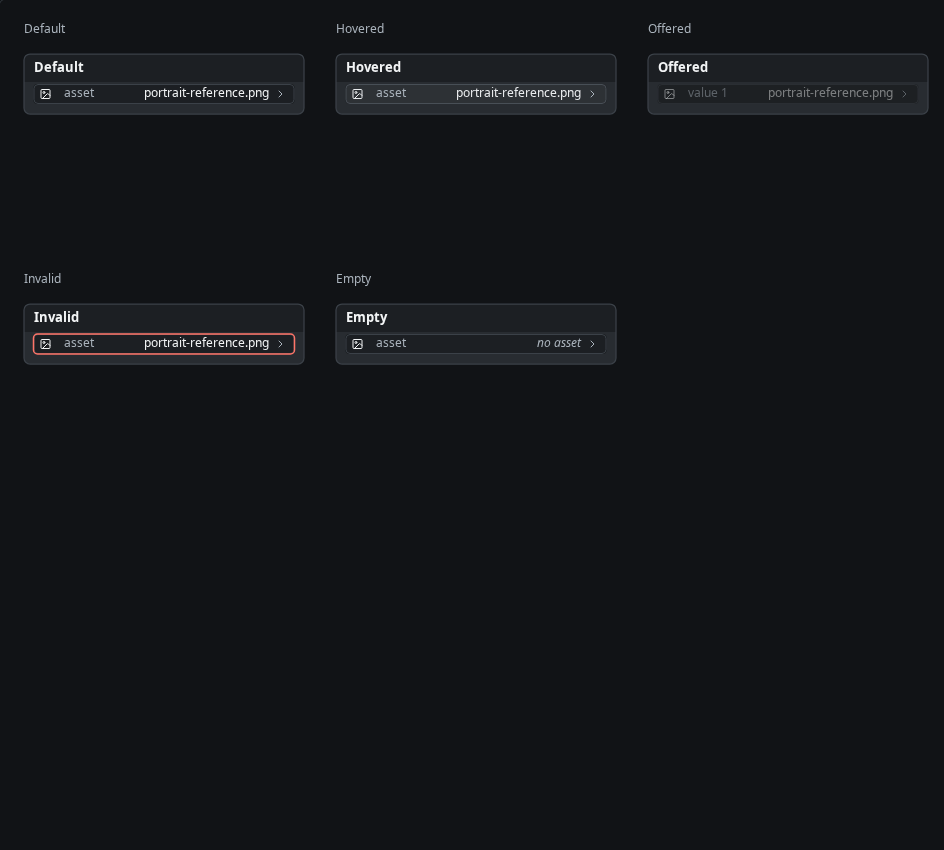 Default
Hovered
Offered
Default
Hovered
Offered
asset portrait-reference.png
asset portrait-reference.png
value 1 portrait-reference.png
Invalid
Empty
Invalid
Empty
asset portrait-reference.png
asset no asset